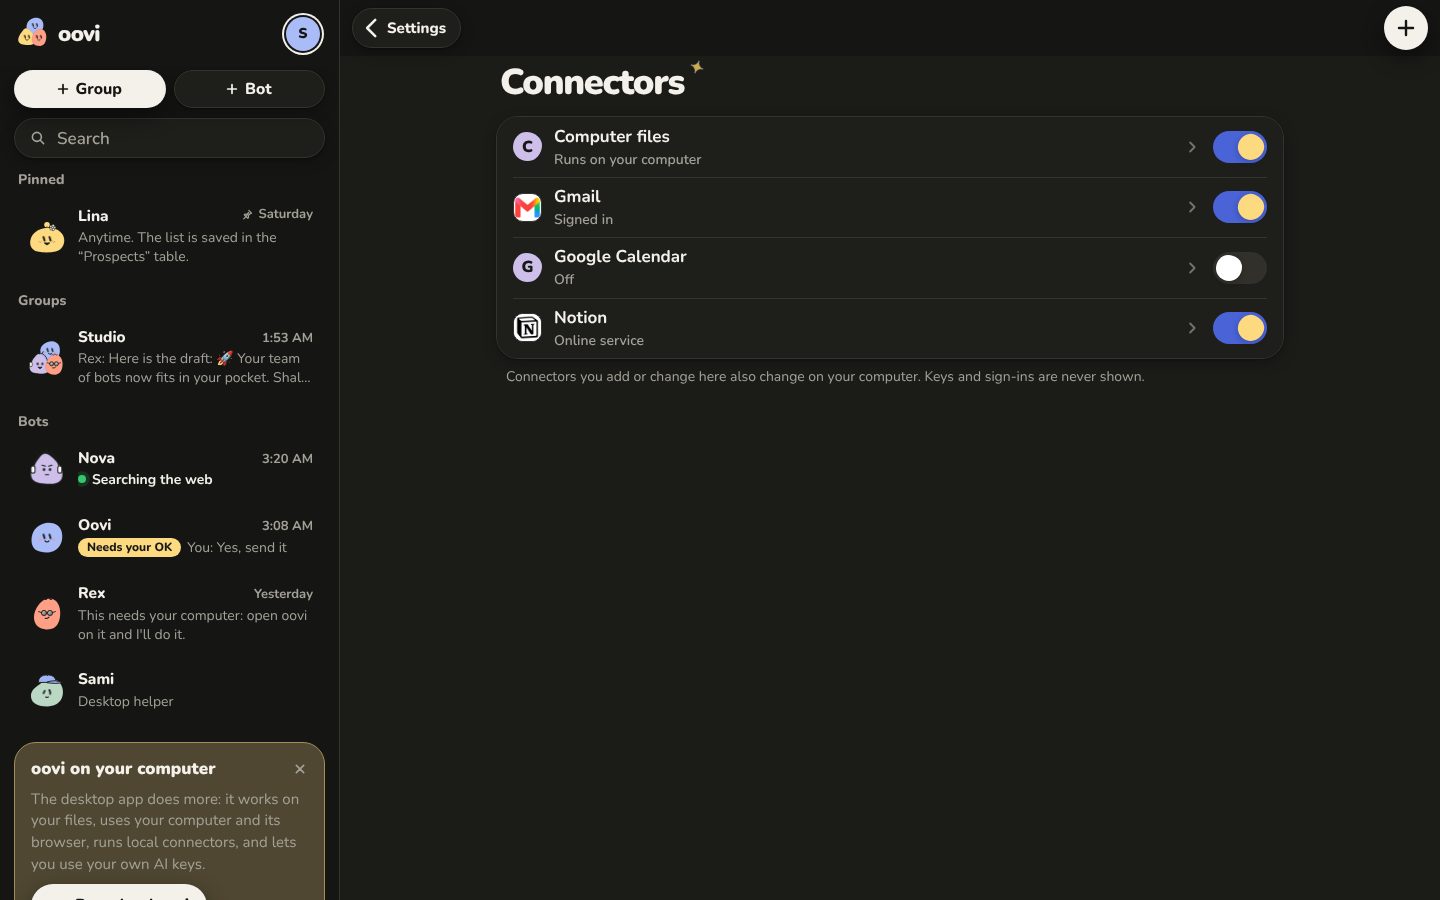 oovi
S
+ Group
+ Bot
Search
Pinned
Lina
Saturday
Anytime. The list is saved in the
“Prospects” table.
Groups
Studio
1:53 AM
Rex: Here is the draft: 🚀 Your team
of bots now fits in your pocket. Shal...
Bots
Nova
3:20 AM
Searching the web
Oovi
3:08 AM
Needs your OK
You: Yes, send it
Rex
Yesterday
This needs your computer: open oovi
on it and I'll do it.
Sami
Desktop helper
oovi on your computer
The desktop app does more: it works on
your files, uses your computer and its
browser, runs local connectors, and lets
you use your own AI keys.
Settings
Connectors
C
Computer files
Runs on your computer
Gmail
Signed in
G
Google Calendar
Off
Notion
Online service
Connectors you add or change here also change on your computer. Keys and sign-ins are never shown.